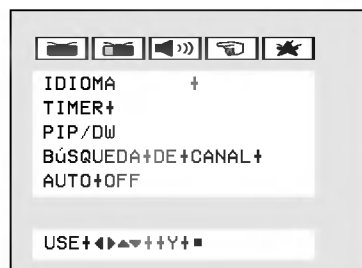 IDIOMA ‡
TIMER‡
PIP/DW
BúSQUEDA‡DE‡CANAL‡
AUTO‡OFF
USE‡◀▶▲▼‡‡Y‡■